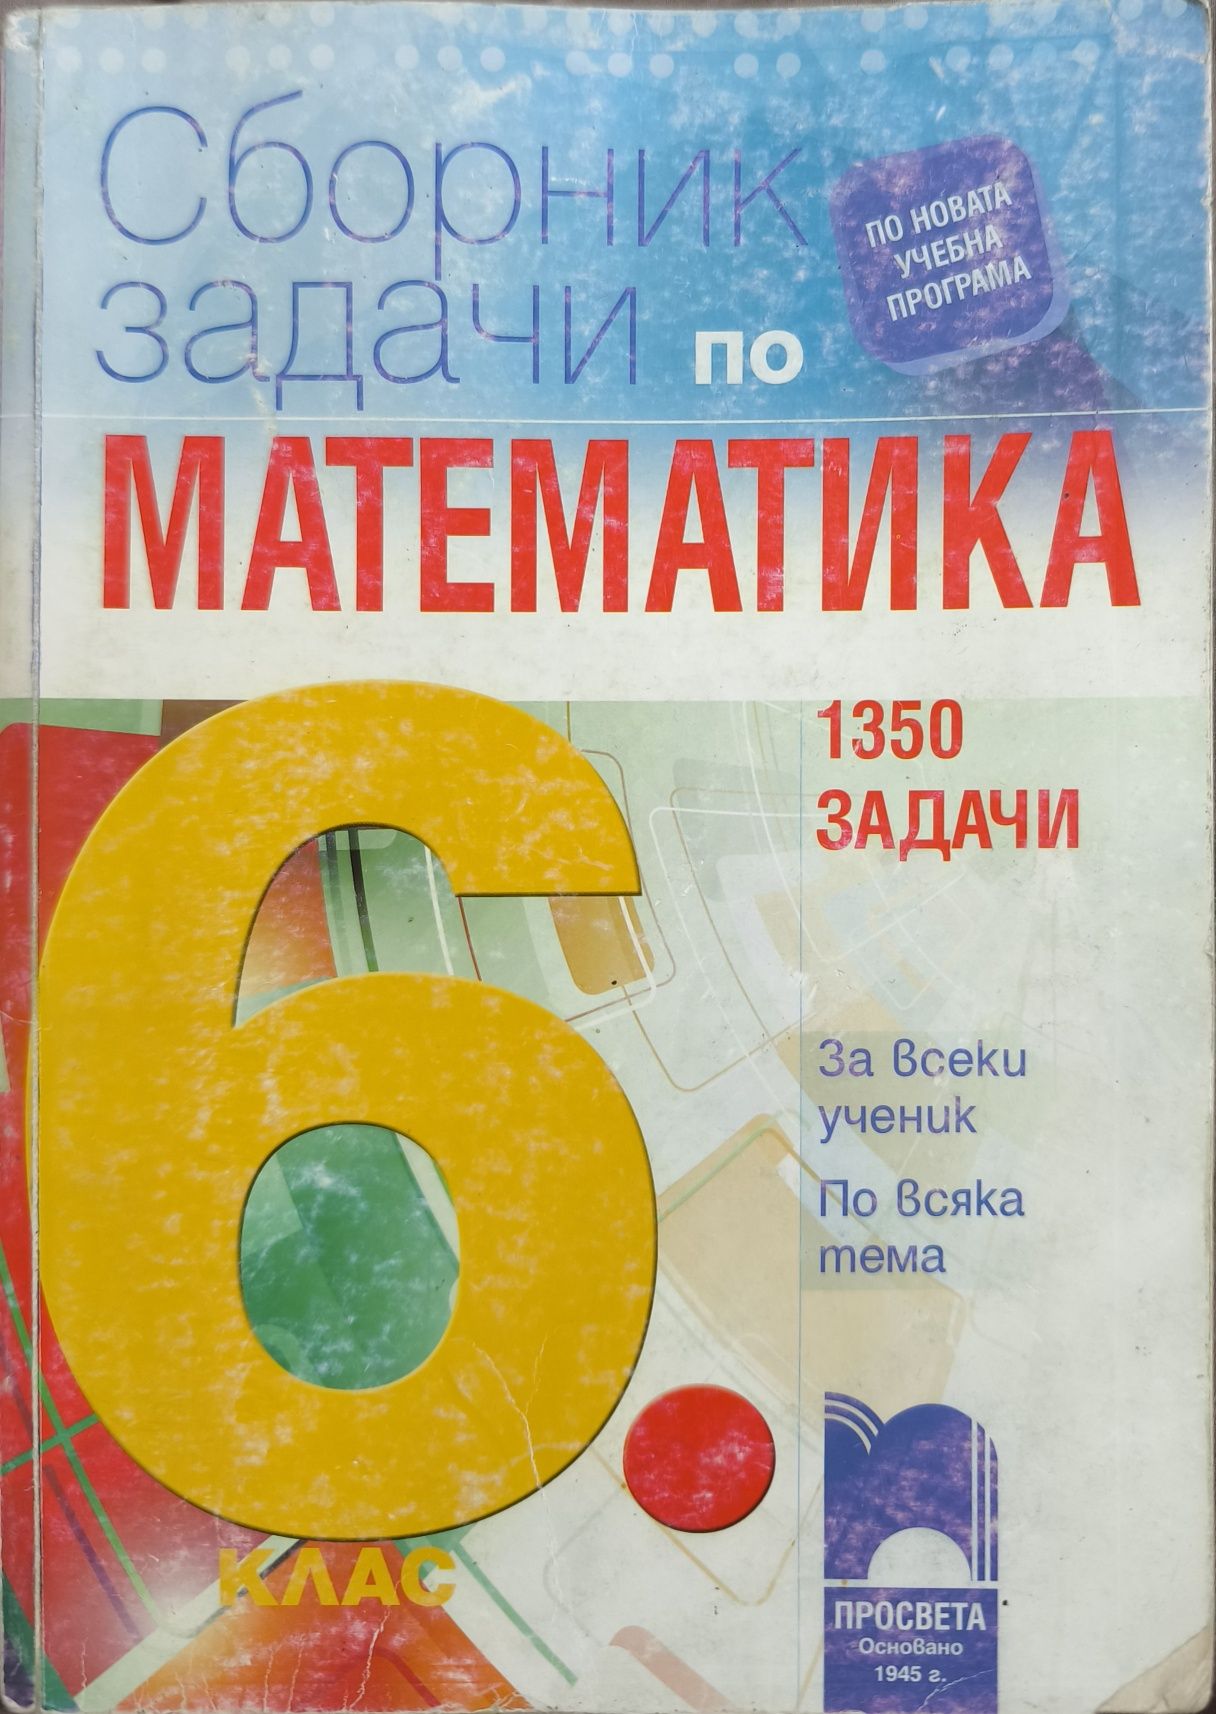 Сборник
задачи по
МАТЕМАТИКА
ПО НОВАТА
УЧЕБНА
ПРОГРАМА
6.
КЛАС
1350
ЗАДАЧИ
За всеки
ученик
По всяка
тема
ПРОСВЕТА
Основано
1945 г.